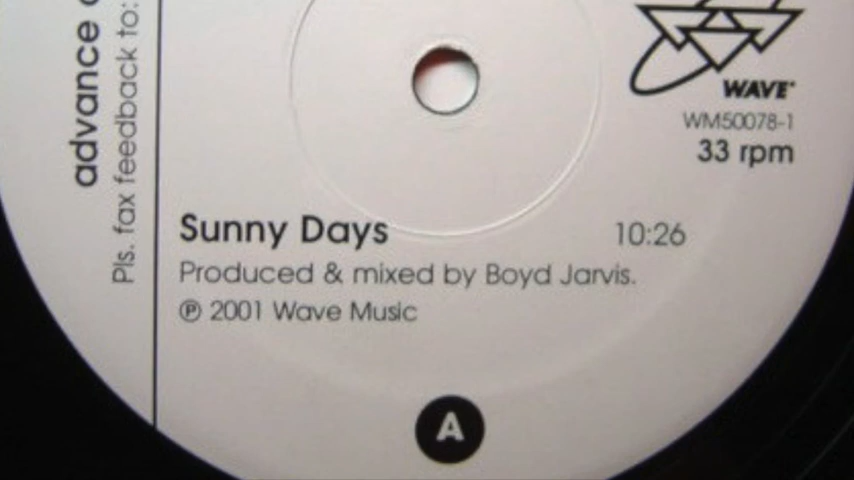 advance
Pls. fax feedback to:
WAVE
WM50078-1
33 rpm
Sunny Days 10:26
Produced & mixed by Boyd Jarvis.
℗ 2001 Wave Music
A